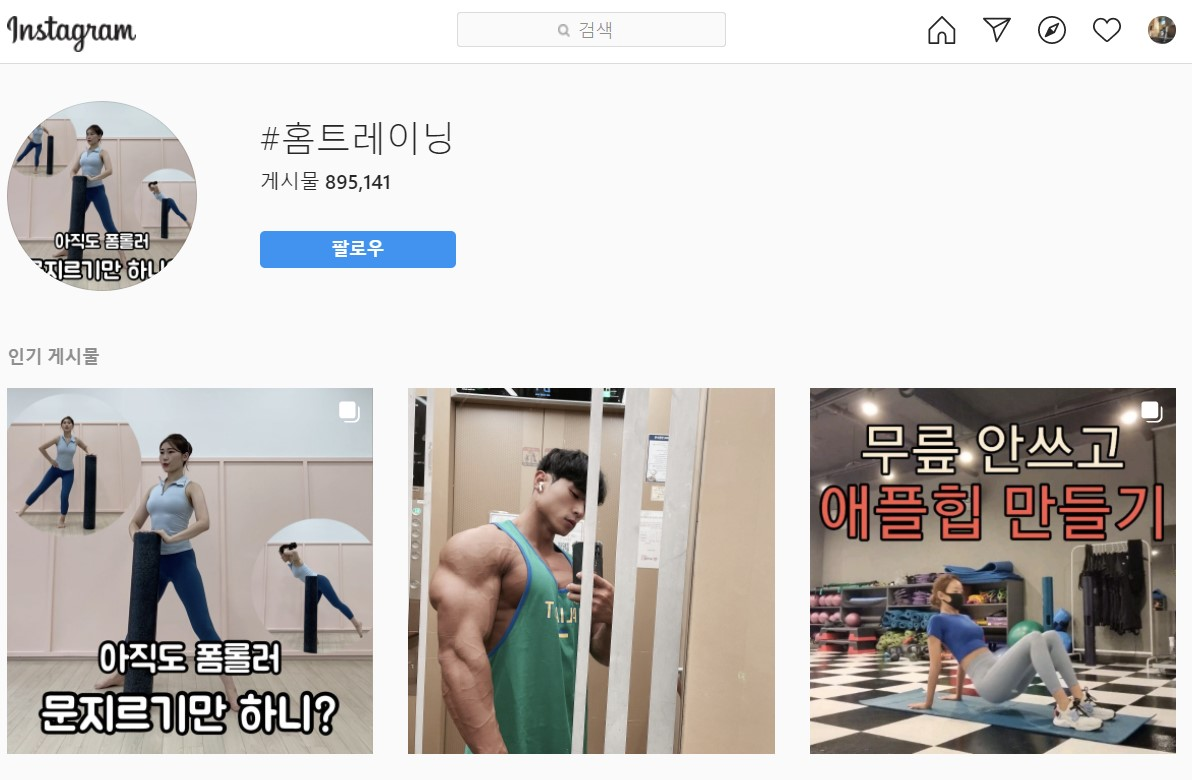 Instagram
검색
#홈트레이닝
게시물 895,141
팔로우
아직도 폼롤러
문지르기만 하니?
인기 게시물
아직도 폼롤러
문지르기만 하니?
무릎 안쓰고
애플힙 만들기